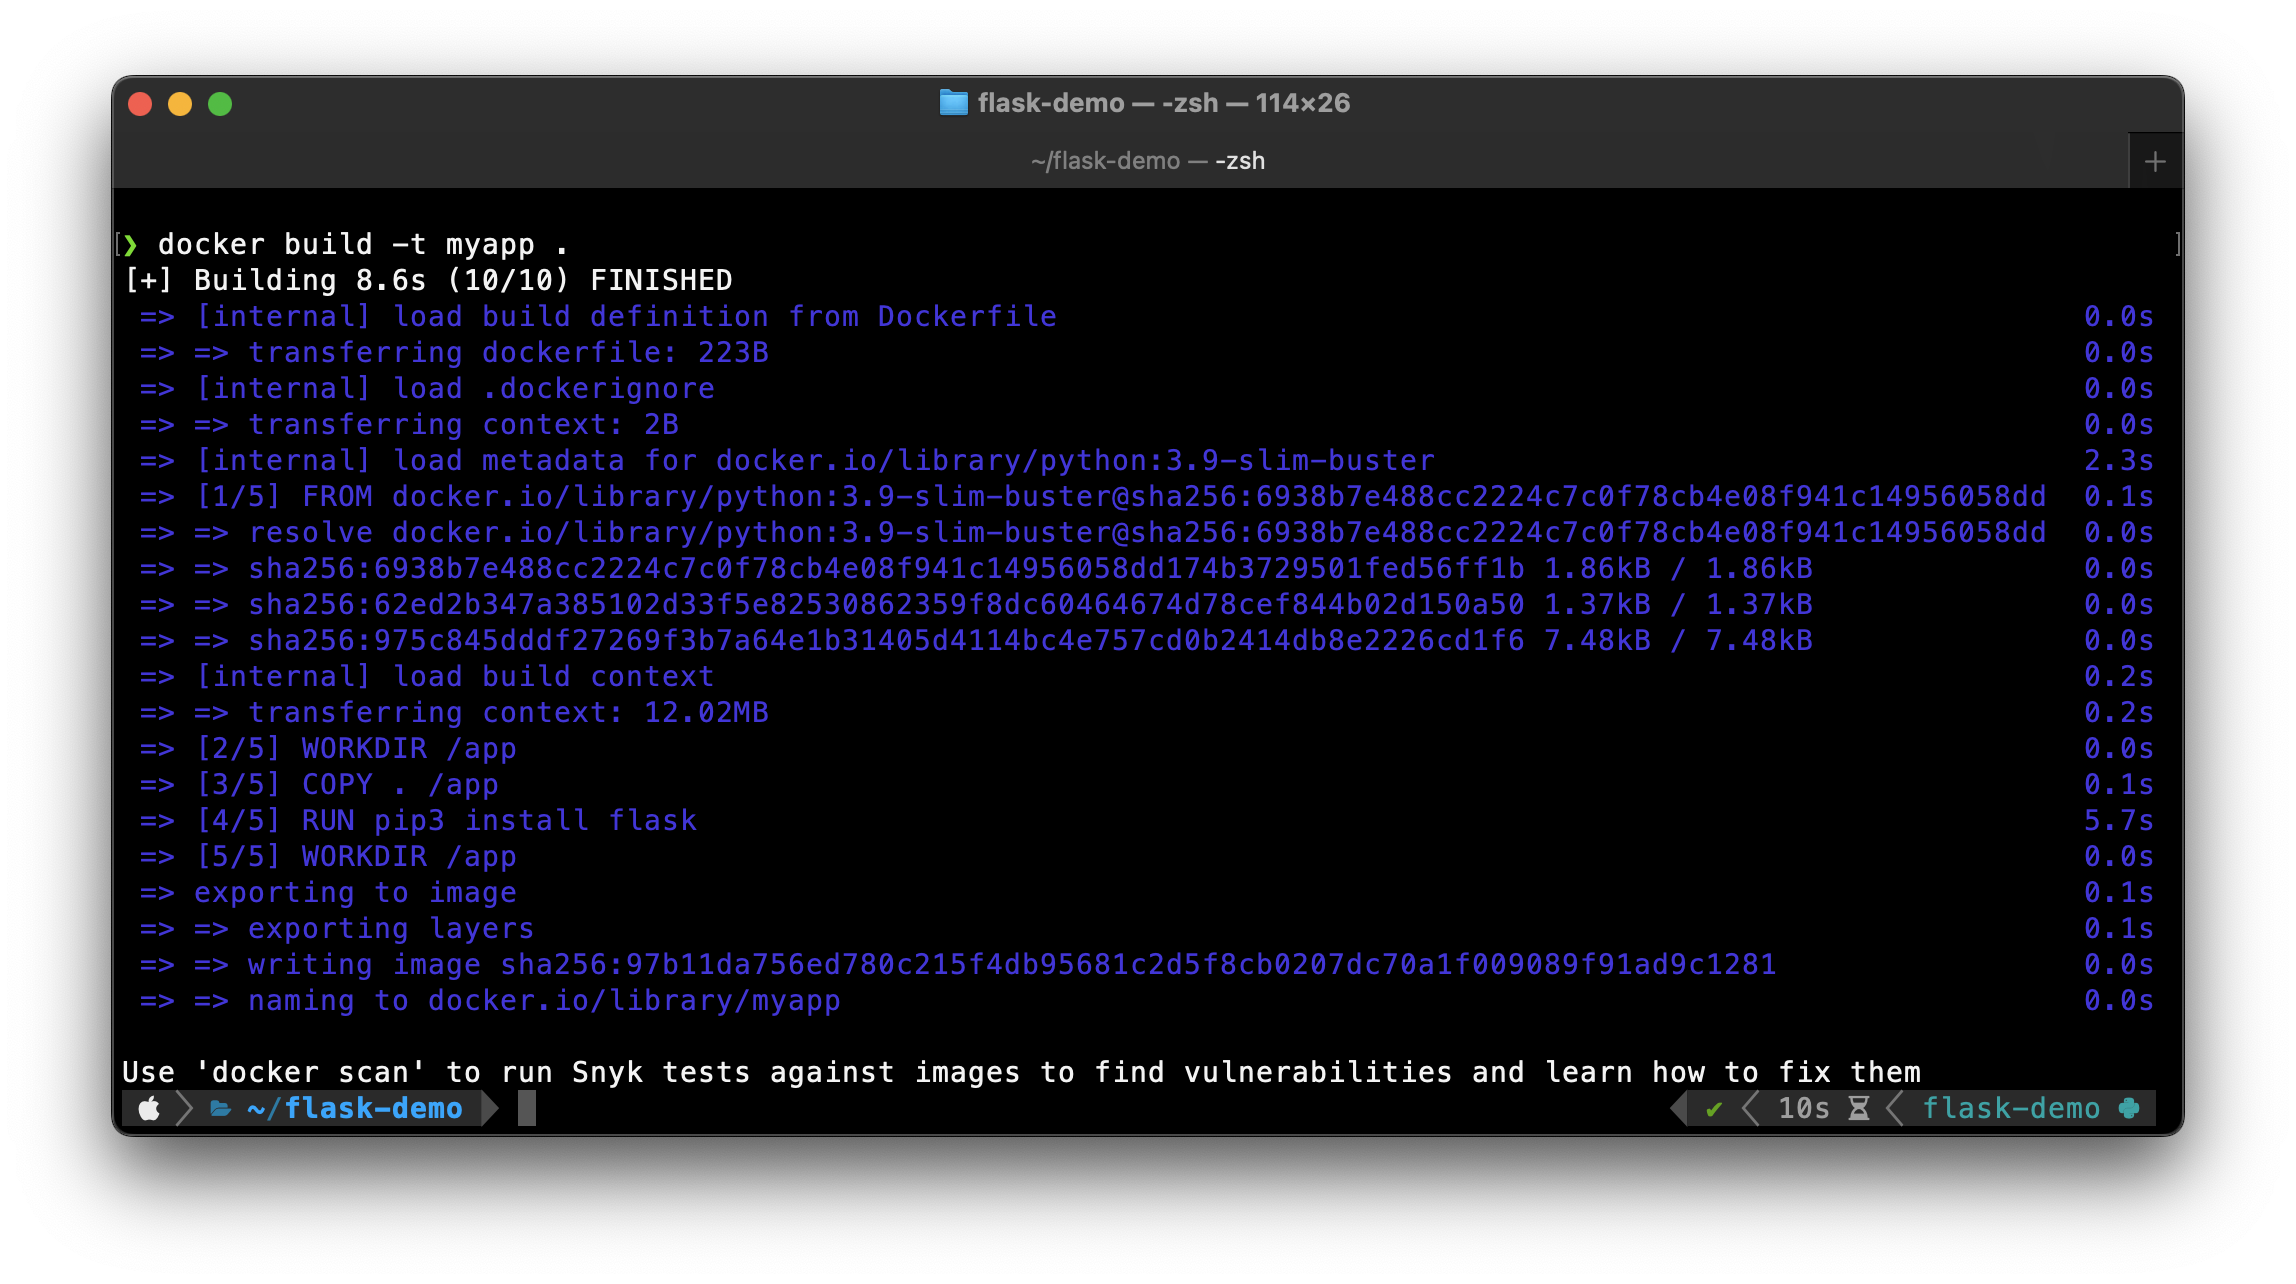 flask-demo — -zsh — 114×26
~/flask-demo — -zsh
[❯ docker build -t myapp . ]
[+] Building 8.6s (10/10) FINISHED
=> [internal] load build definition from Dockerfile 0.0s
=> => transferring dockerfile: 223B 0.0s
=> [internal] load .dockerignore 0.0s
=> => transferring context: 2B 0.0s
=> [internal] load metadata for docker.io/library/python:3.9-slim-buster 2.3s
=> [1/5] FROM docker.io/library/python:3.9-slim-buster@sha256:6938b7e488cc2224c7c0f78cb4e08f941c14956058dd 0.1s
=> => resolve docker.io/library/python:3.9-slim-buster@sha256:6938b7e488cc2224c7c0f78cb4e08f941c14956058dd 0.0s
=> => sha256:6938b7e488cc2224c7c0f78cb4e08f941c14956058dd174b3729501fed56ff1b 1.86kB / 1.86kB 0.0s
=> => sha256:62ed2b347a385102d33f5e82530862359f8dc60464674d78cef844b02d150a50 1.37kB / 1.37kB 0.0s
=> => sha256:975c845dddf27269f3b7a64e1b31405d4114bc4e757cd0b2414db8e2226cd1f6 7.48kB / 7.48kB 0.0s
=> [internal] load build context 0.2s
=> => transferring context: 12.02MB 0.2s
=> [2/5] WORKDIR /app 0.0s
=> [3/5] COPY . /app 0.1s
=> [4/5] RUN pip3 install flask 5.7s
=> [5/5] WORKDIR /app 0.0s
=> exporting to image 0.1s
=> => exporting layers 0.1s
=> => writing image sha256:97b11da756ed780c215f4db95681c2d5f8cb0207dc70a1f009089f91ad9c1281 0.0s
=> => naming to docker.io/library/myapp 0.0s
Use 'docker scan' to run Snyk tests against images to find vulnerabilities and learn how to fix them
~/flask-demo ✔ 10s flask-demo